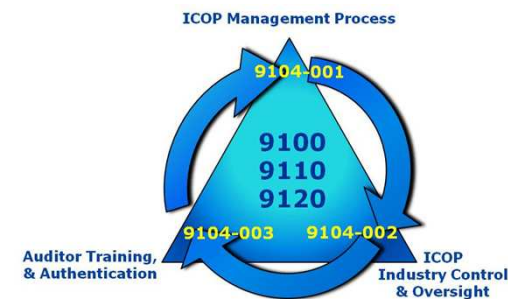 ICOP Management Process
9104-001
9100
9110
9120
9104-003
9104-002
Auditor Training,
& Authentication
ICOP
Industry Control
& Oversight